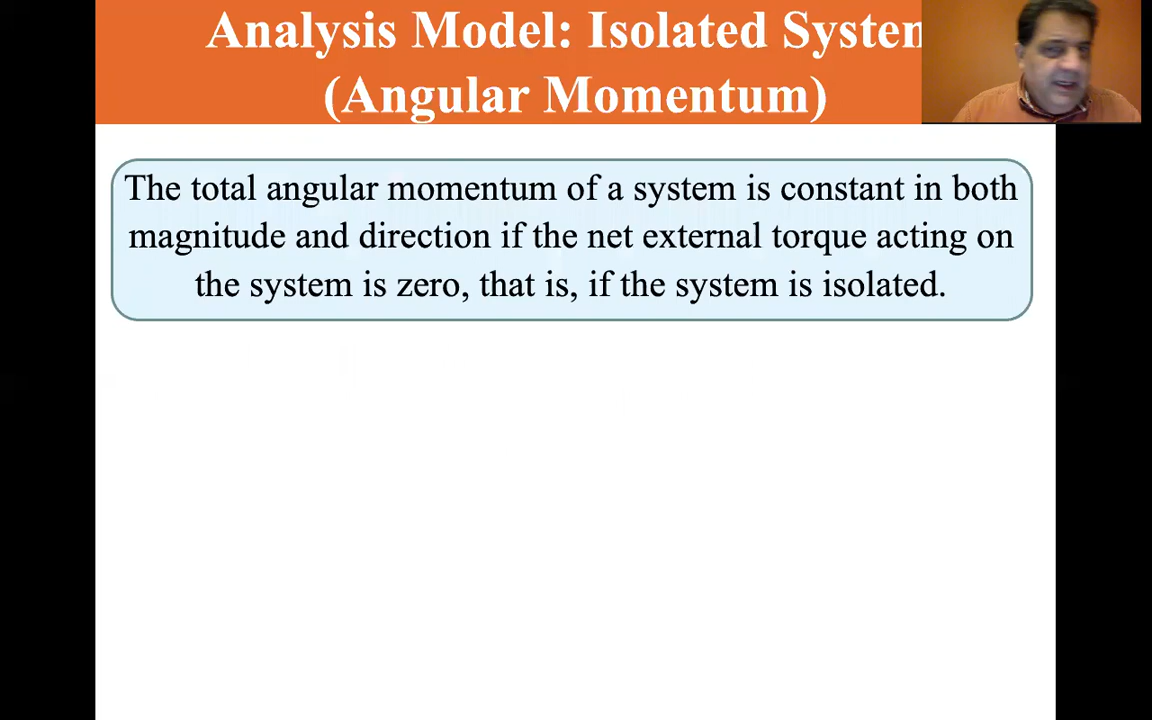 Analysis Model: Isolated System
(Angular Momentum)
The total angular momentum of a system is constant in both
magnitude and direction if the net external torque acting on
the system is zero, that is, if the system is isolated.